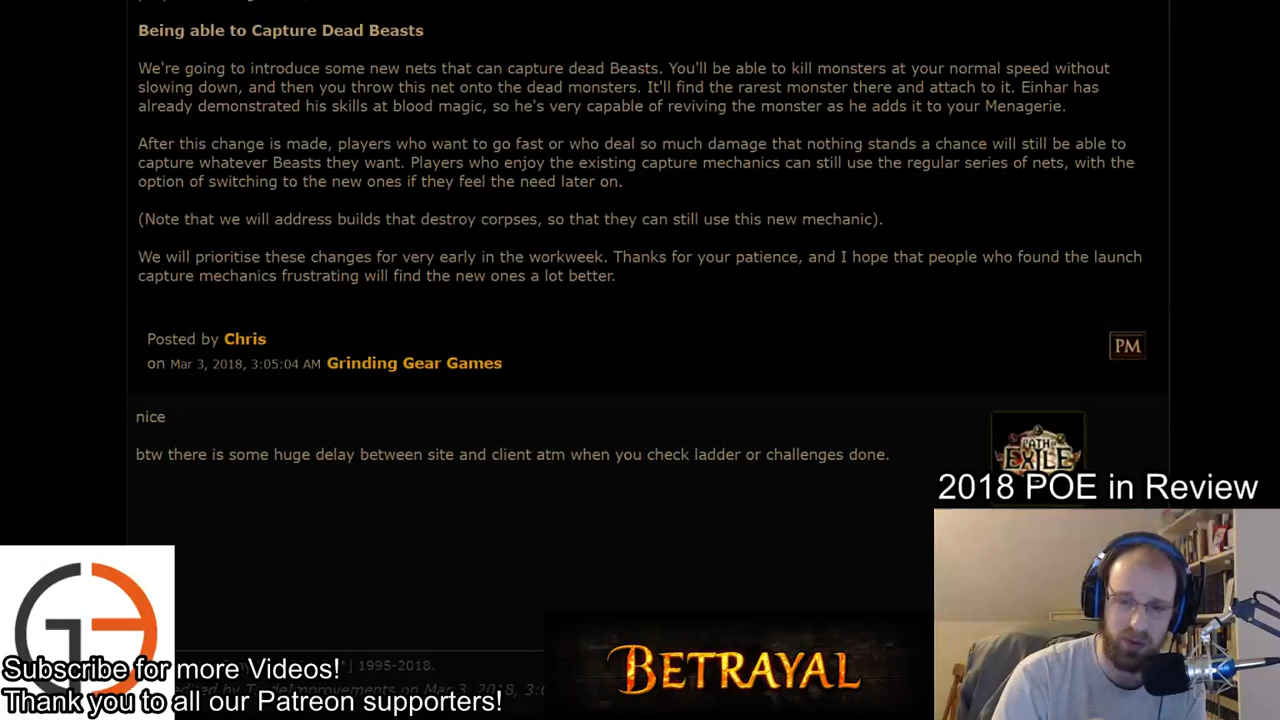 Being able to Capture Dead Beasts
We're going to introduce some new nets that can capture dead Beasts. You'll be able to kill monsters at your normal speed without
slowing down, and then you throw this net onto the dead monsters. It'll find the rarest monster there and attach to it. Einhar has
already demonstrated his skills at blood magic, so he's very capable of reviving the monster as he adds it to your Menagerie.
After this change is made, players who want to go fast or who deal so much damage that nothing stands a chance will still be able to
capture whatever Beasts they want. Players who enjoy the existing capture mechanics can still use the regular series of nets, with the
option of switching to the new ones if they feel the need later on.
(Note that we will address builds that destroy corpses, so that they can still use this new mechanic).
We will prioritise these changes for very early in the workweek. Thanks for your patience, and I hope that people who found the launch
capture mechanics frustrating will find the new ones a lot better.
Posted by Chris
on Mar 3, 2018, 3:05:04 AM Grinding Gear Games
PM
nice
btw there is some huge delay between site and client atm when you check ladder or challenges done.
PATH OF
EXILE
2018 POE in Review
1995-2018.
on Mar 3, 2018, 3:0
BETRAYAL
Subscribe for more Videos!
Thank you to all our Patreon supporters!